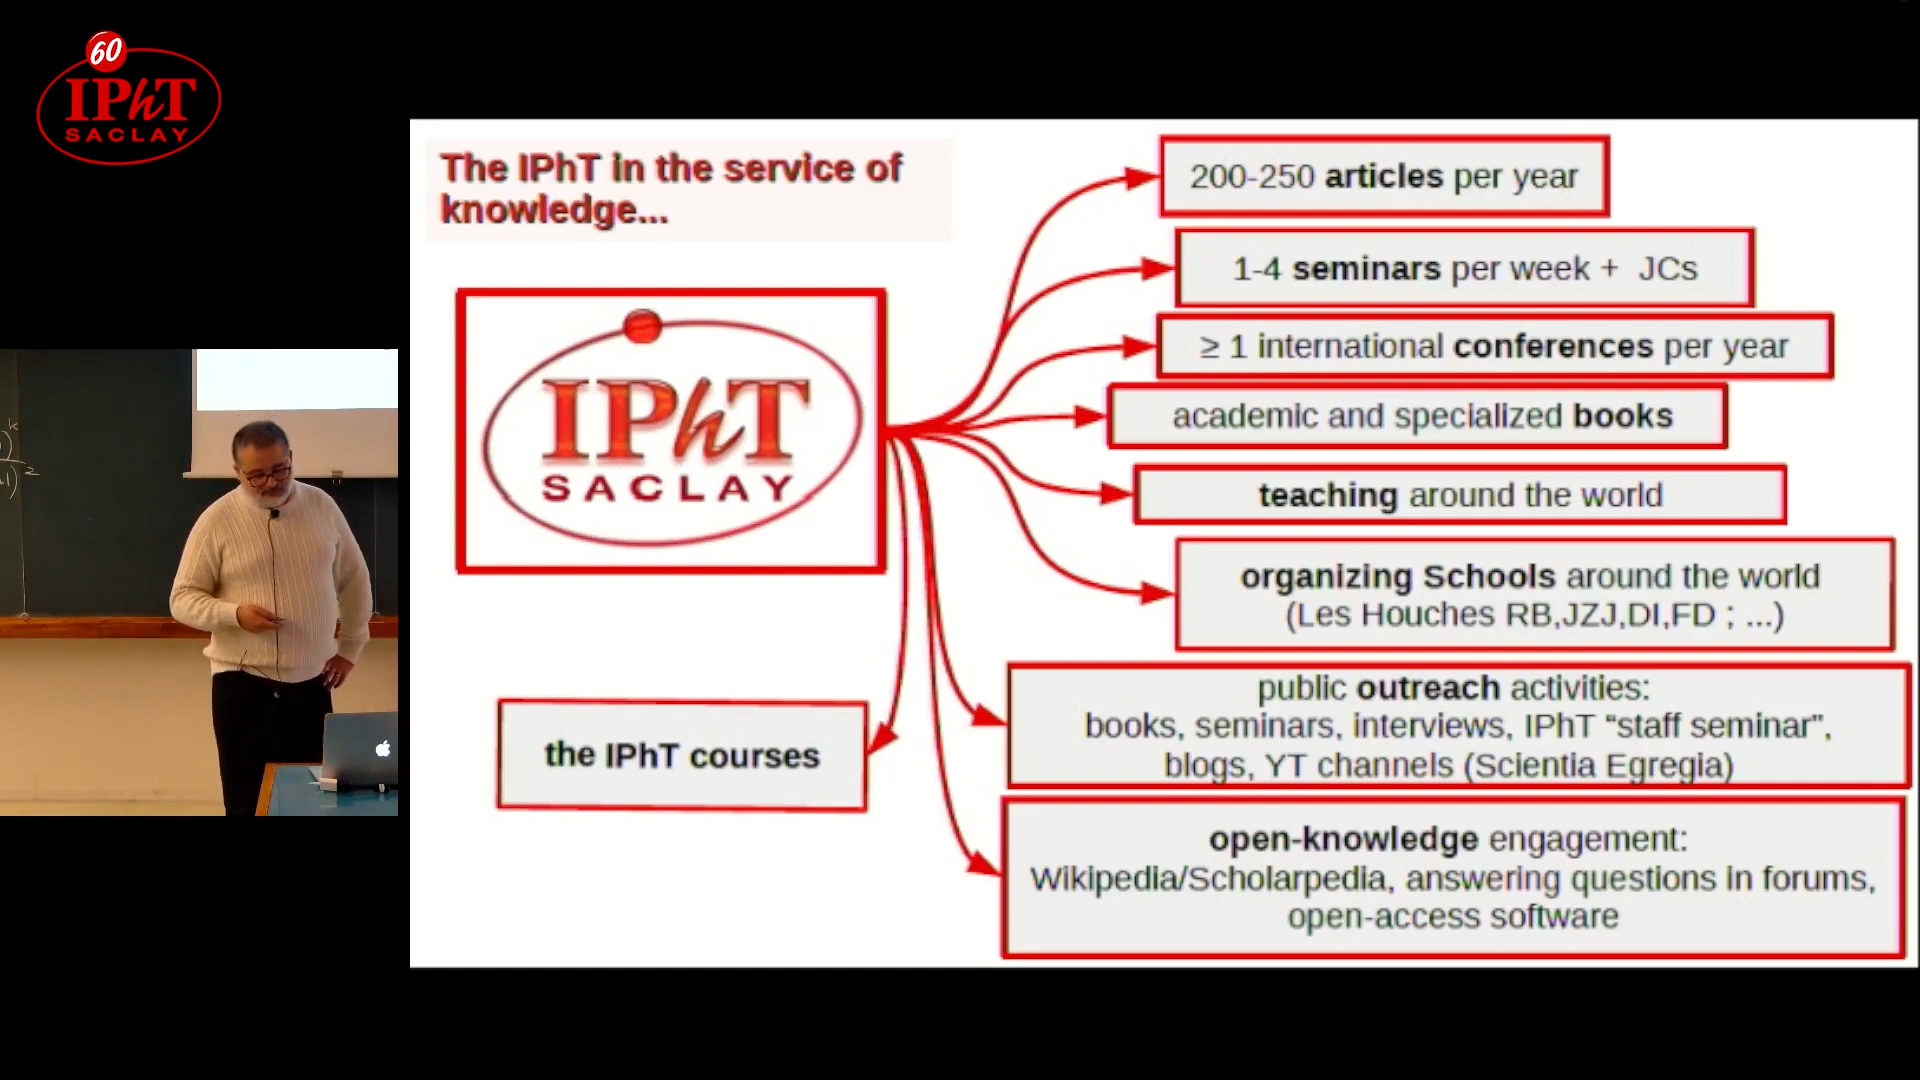 60
IPhT
SACLAY
The IPhT in the service of
knowledge...
IPhT
SACLAY
200-250 articles per year
1-4 seminars per week + JCs
≥ 1 international conferences per year
academic and specialized books
teaching around the world
organizing Schools around the world
(Les Houches RB,JZJ,DI,FD ; ...)
public outreach activities:
books, seminars, interviews, IPhT “staff seminar”,
blogs, YT channels (Scientia Egregia)
open-knowledge engagement:
Wikipedia/Scholarpedia, answering questions in forums,
open-access software
the IPhT courses